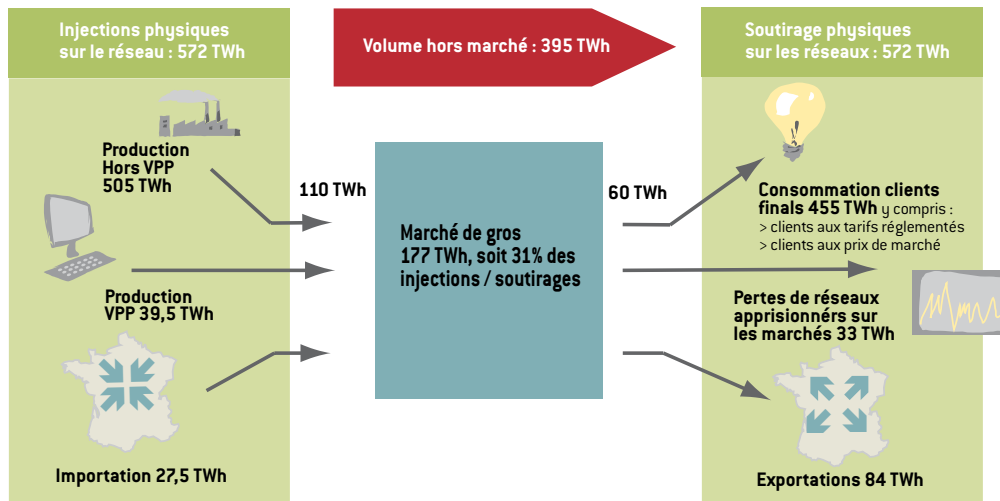 Injections physiques
sur le réseau : 572 TWh
Volume hors marché : 395 TWh
Soutirage physiques
sur les réseaux : 572 TWh
Production
Hors VPP
505 TWh
110 TWh
Production
VPP 39,5 TWh
Importation 27,5 TWh
Marché de gros
177 TWh, soit 31% des
injections / soutirages
60 TWh
Consommation clients
finals 455 TWh y compris :
> clients aux tarifs réglementés
> clients aux prix de marché
Pertes de réseaux
apprisionnérs sur
les marchés 33 TWh
Exportations 84 TWh